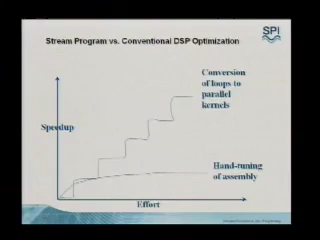 SPI
Stream Program vs. Conventional DSP Optimization
Conversion
of loops to
parallel
kernels
Speedup
Hand-tuning
of assembly
Effort